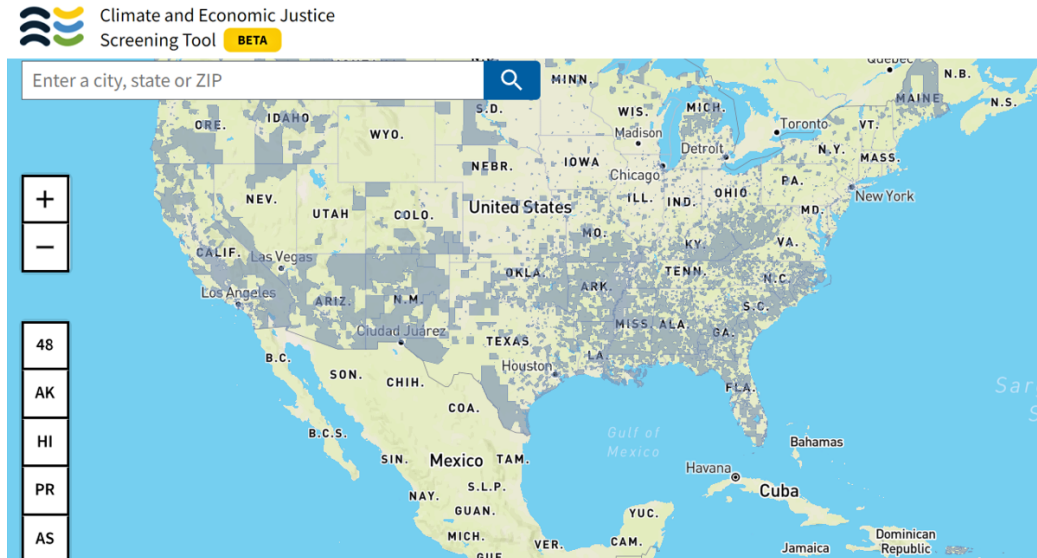 Climate and Economic Justice
Screening Tool BETA
Enter a city, state or ZIP
+
−
48
AK
HI
PR
AS
MINN.
Quebec
N.B.
S.D.
WIS.
MICH.
MAINE
N.S.
ORE.
IDAHO
WYO.
Madison
Toronto
VT.
Detroit
N.Y.
MASS.
NEBR.
IOWA
Chicago
PA.
NEV.
UTAH
COLO.
United States
ILL.
IND.
OHIO
New York
MD.
MO.
KY.
VA.
CALIF.
Las Vegas
OKLA.
TENN.
N.C.
Los Angeles
ARIZ.
N.M.
ARK.
S.C.
Ciudad Juárez
MISS.
ALA.
GA.
TEXAS
B.C.
LA.
Houston
SON.
CHIH.
FLA.
COA.
B.C.S.
Gulf of
Mexico
Bahamas
SIN.
Mexico
TAM.
Havana
S.L.P.
Cuba
NAY.
GUAN.
YUC.
MICH.
VER.
CAM.
Jamaica
Dominican
Republic